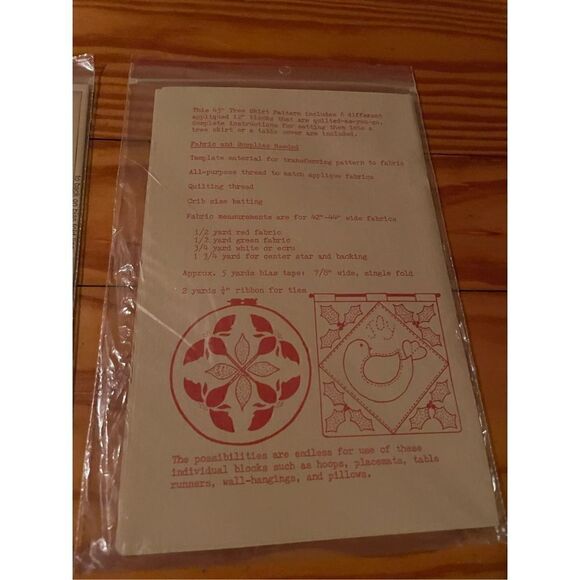 This 43" Tree Skirt Pattern includes 6 different
appliqued 12" blocks that are quilted-as-you-go.
Complete instructions for setting them into a
tree skirt or a table cover are included.
Fabric and Supplies Needed
Template material for transferring pattern to fabric
All-purpose thread to match applique fabrics
Quilting thread
Crib size batting
Fabric measurements are for 42"-44" wide fabrics
1/2 yard red fabric
1/2 yard green fabric
3/4 yard white or ecru
1 3/4 yard for center star and backing
Approx. 5 yards bias tape: 7/8" wide, single fold
2 yards ¼" ribbon for ties
JOY
The possibilities are endless for use of these
individual blocks such as hoops, placemats, table
runners, wall-hangings, and pillows.